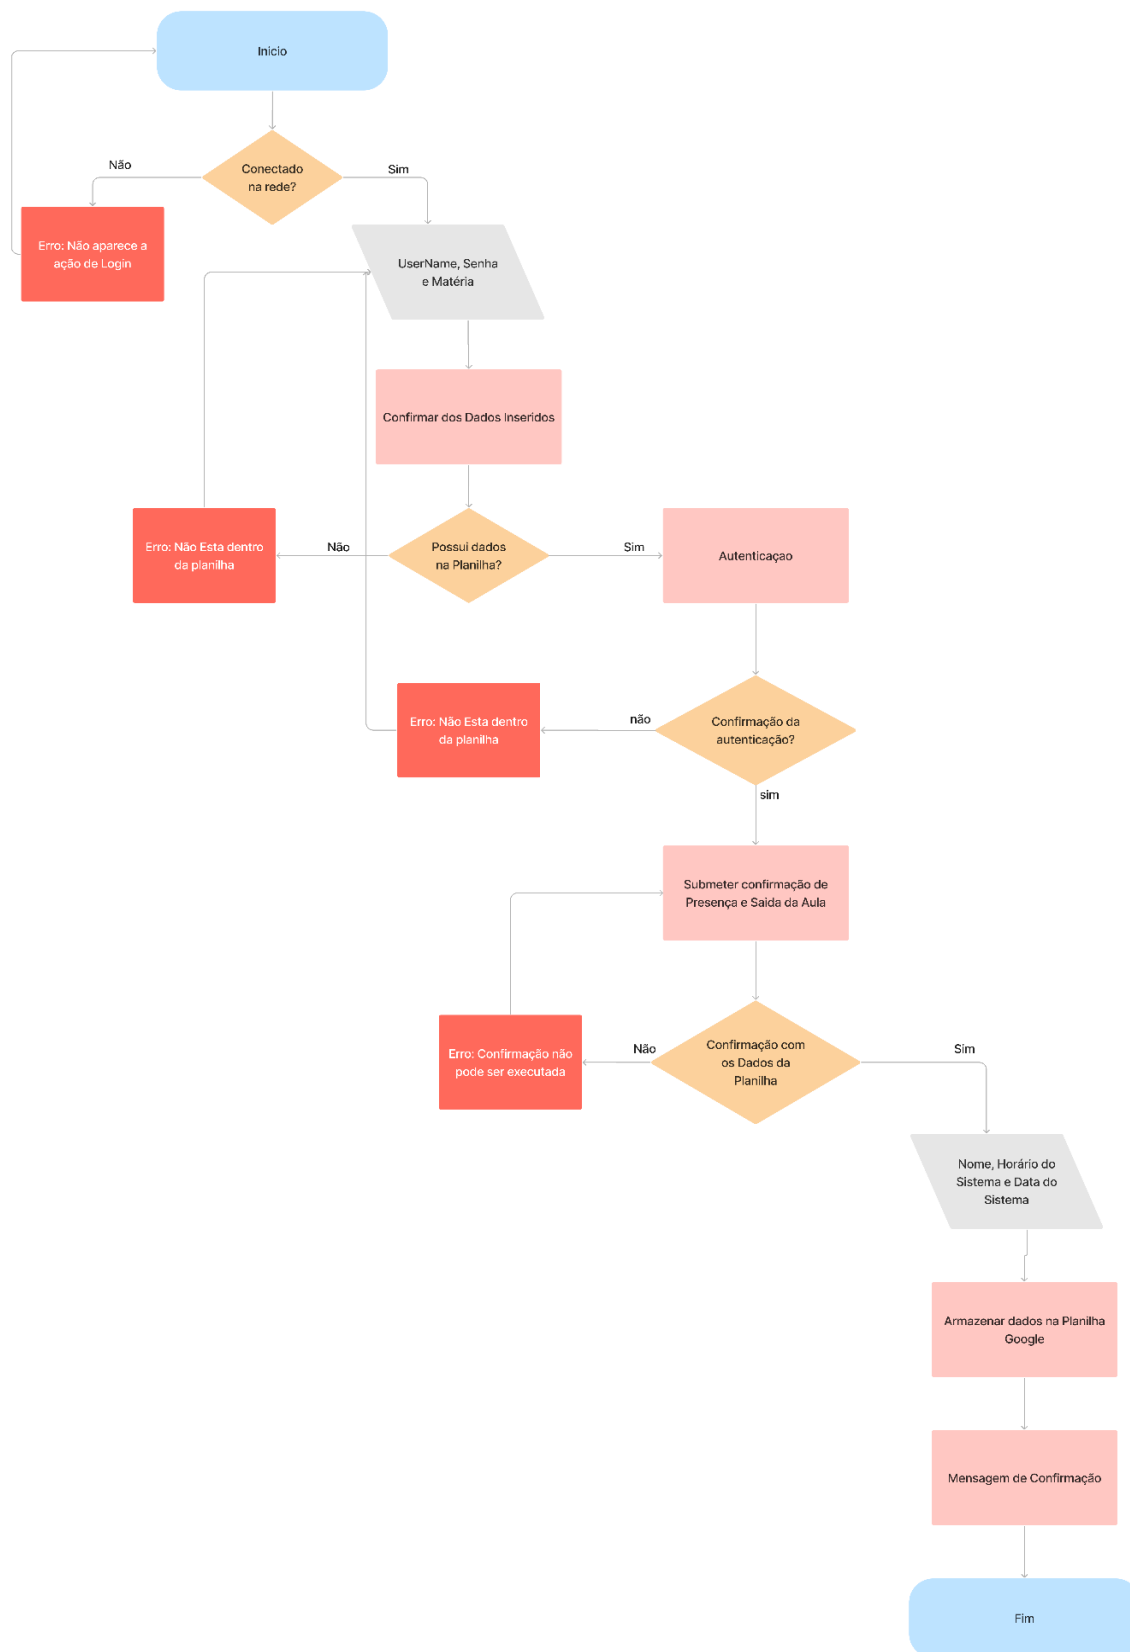 Inicio
Conectado
na rede?
Não
Sim
Erro: Não aparece a
ação de Login
UserName, Senha
e Matéria
Confirmar dos Dados Inseridos
Possui dados
na Planilha?
Não
Sim
Erro: Não Esta dentro
da planilha
Autenticaçao
Confirmação da
autenticação?
não
sim
Erro: Não Esta dentro
da planilha
Submeter confirmação de
Presença e Saida da Aula
Confirmação com
os Dados da
Planilha
Não
Sim
Erro: Confirmação não
pode ser executada
Nome, Horárío do
Sistema e Data do
Sistema
Armazenar dados na Planilha
Google
Mensagem de Confirmação
Fim